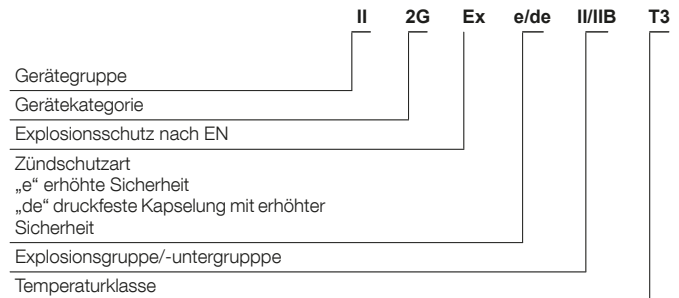 II 2G Ex e/de II/IIB T3
Gerätegruppe
Gerätekategorie
Explosionsschutz nach EN
Zündschutzart
„e“ erhöhte Sicherheit
„de“ druckfeste Kapselung mit erhöhter
Sicherheit
Explosionsgruppe/-untergrupppe
Temperaturklasse